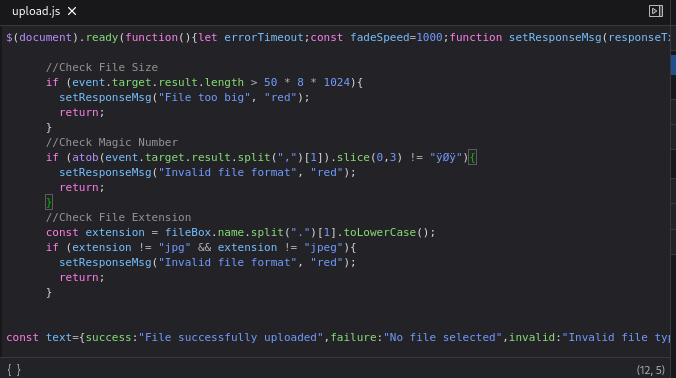 upload.js
$(document).ready(function(){let errorTimeout;const fadeSpeed=1000;function setResponseMsg(
//Check File Size
if (event.target.result.length > 50 * 8 * 1024){
setResponseMsg("File too big", "red");
return;
}
//Check Magic Number
if (atob(event.target.result.split(",")[1]).slice(0,3) != "ÿØÿ"){
setResponseMsg("Invalid file format", "red");
return;
}
//Check File Extension
const extension = fileBox.name.split(".")[1].toLowerCase();
if (extension != "jpg" && extension != "jpeg"){
setResponseMsg("Invalid file format", "red");
return;
}
const text={success:"File successfully uploaded",failure:"No file selected",invalid:"Invalid file
{ }
(12, 5)